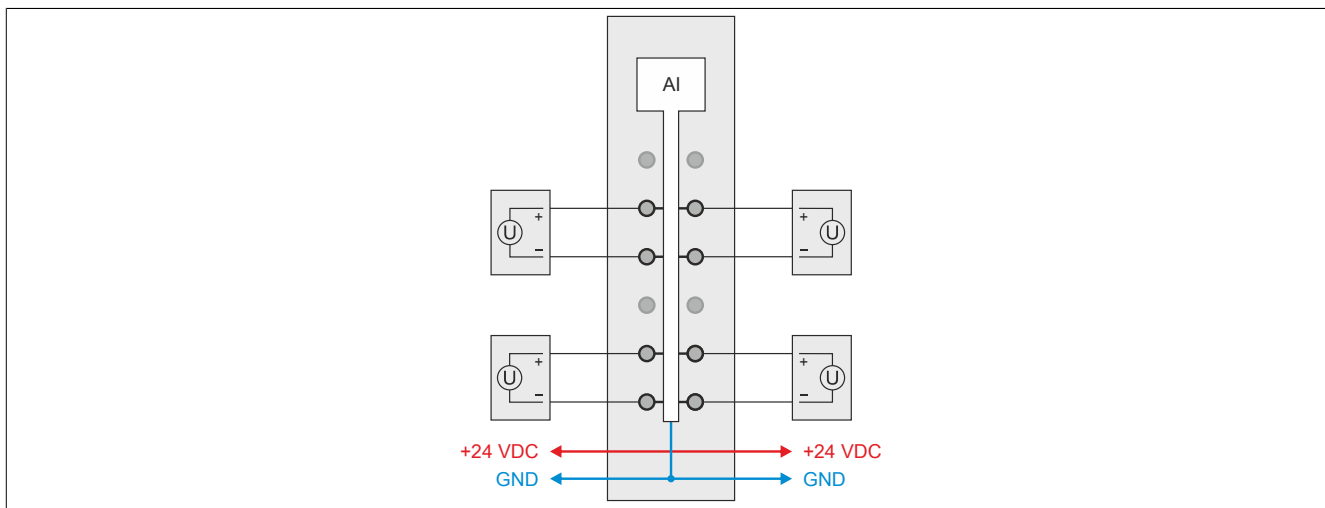 AI
+ +
U U
− −
+ +
U U
− −
+24 VDC +24 VDC
GND GND